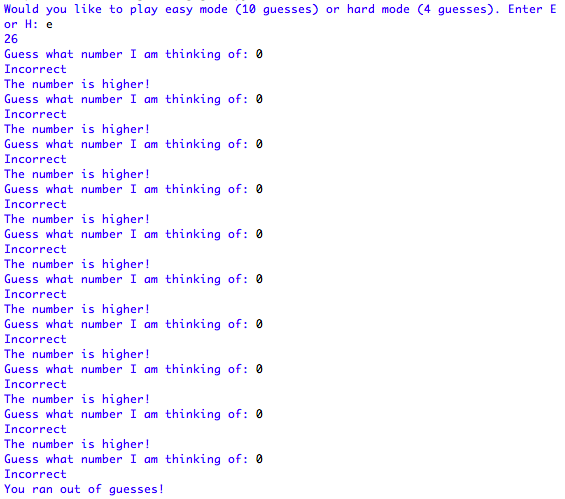 Would you like to play easy mode (10 guesses) or hard mode (4 guesses). Enter E
or H: e
26
Guess what number I am thinking of: 0
Incorrect
The number is higher!
Guess what number I am thinking of: 0
Incorrect
The number is higher!
Guess what number I am thinking of: 0
Incorrect
The number is higher!
Guess what number I am thinking of: 0
Incorrect
The number is higher!
Guess what number I am thinking of: 0
Incorrect
The number is higher!
Guess what number I am thinking of: 0
Incorrect
The number is higher!
Guess what number I am thinking of: 0
Incorrect
The number is higher!
Guess what number I am thinking of: 0
Incorrect
The number is higher!
Guess what number I am thinking of: 0
Incorrect
The number is higher!
Guess what number I am thinking of: 0
Incorrect
You ran out of guesses!